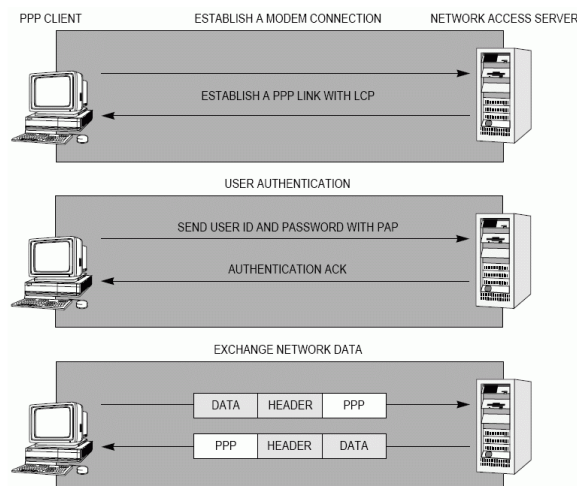 PPP CLIENT ESTABLISH A MODEM CONNECTION NETWORK ACCESS SERVER
ESTABLISH A PPP LINK WITH LCP
USER AUTHENTICATION
SEND USER ID AND PASSWORD WITH PAP
AUTHENTICATION ACK
EXCHANGE NETWORK DATA
DATA HEADER PPP
PPP HEADER DATA